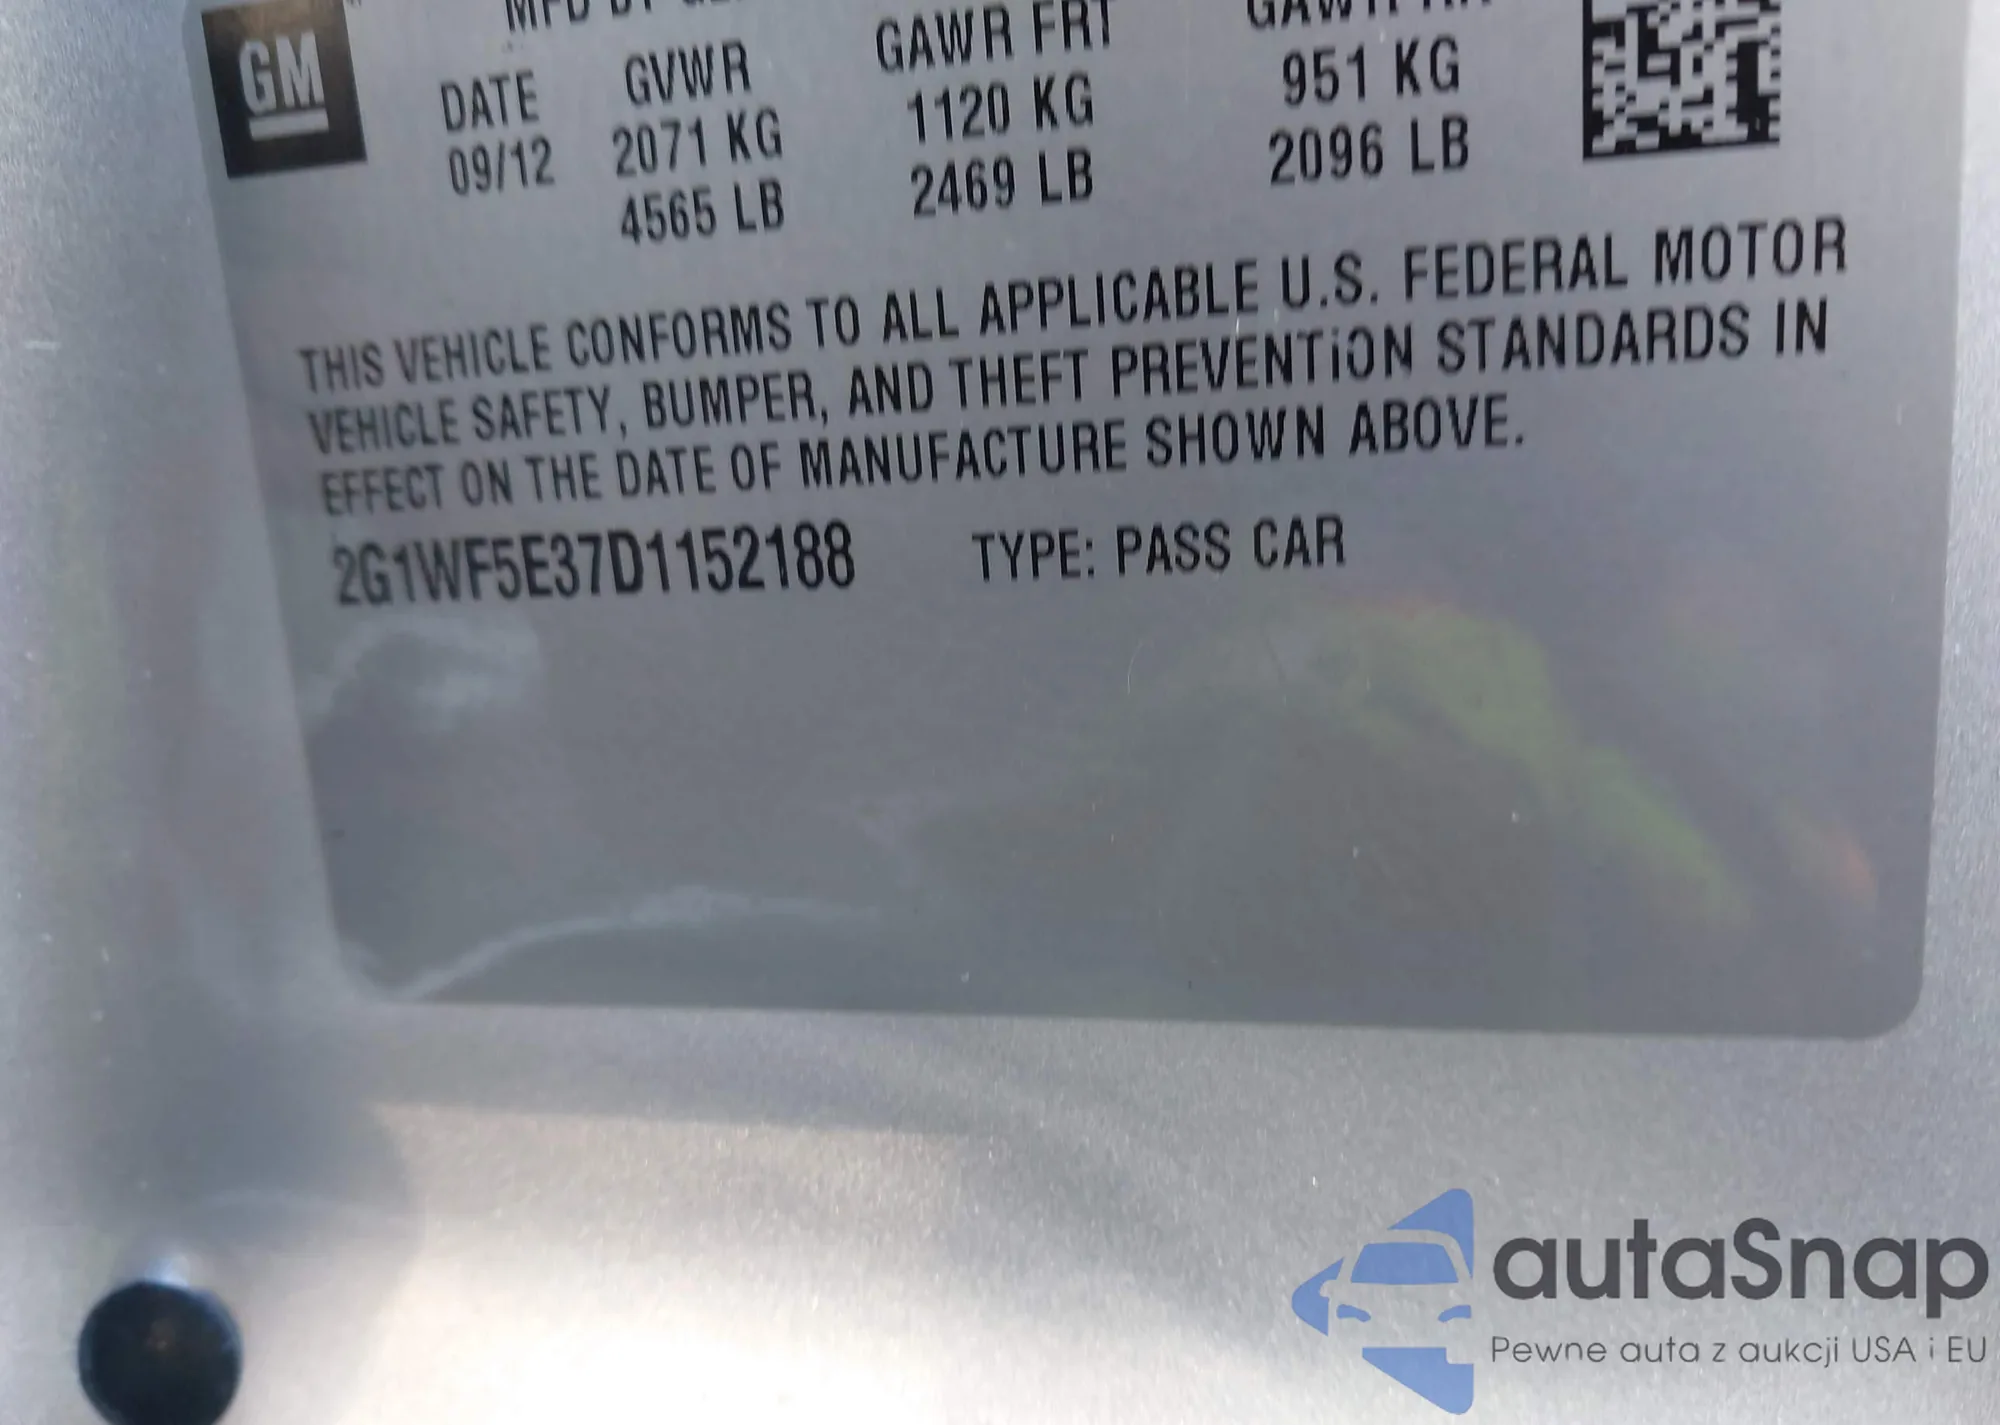 GM
DATE GVWR GAWR FRT
09/12 2071 KG 1120 KG 951 KG
4565 LB 2469 LB 2096 LB
THIS VEHICLE CONFORMS TO ALL APPLICABLE U.S. FEDERAL MOTOR
VEHICLE SAFETY, BUMPER, AND THEFT PREVENTION STANDARDS IN
EFFECT ON THE DATE OF MANUFACTURE SHOWN ABOVE.
2G1WF5E37D1152188 TYPE: PASS CAR
autaSnap
Pewne auta z aukcji USA i EU